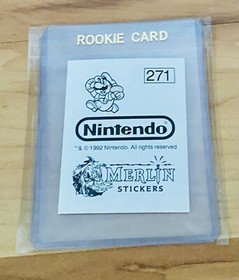 ROOKIE CARD
271
Nintendo
™ & © 1992 Nintendo. All rights reserved
MERLIN
STICKERS